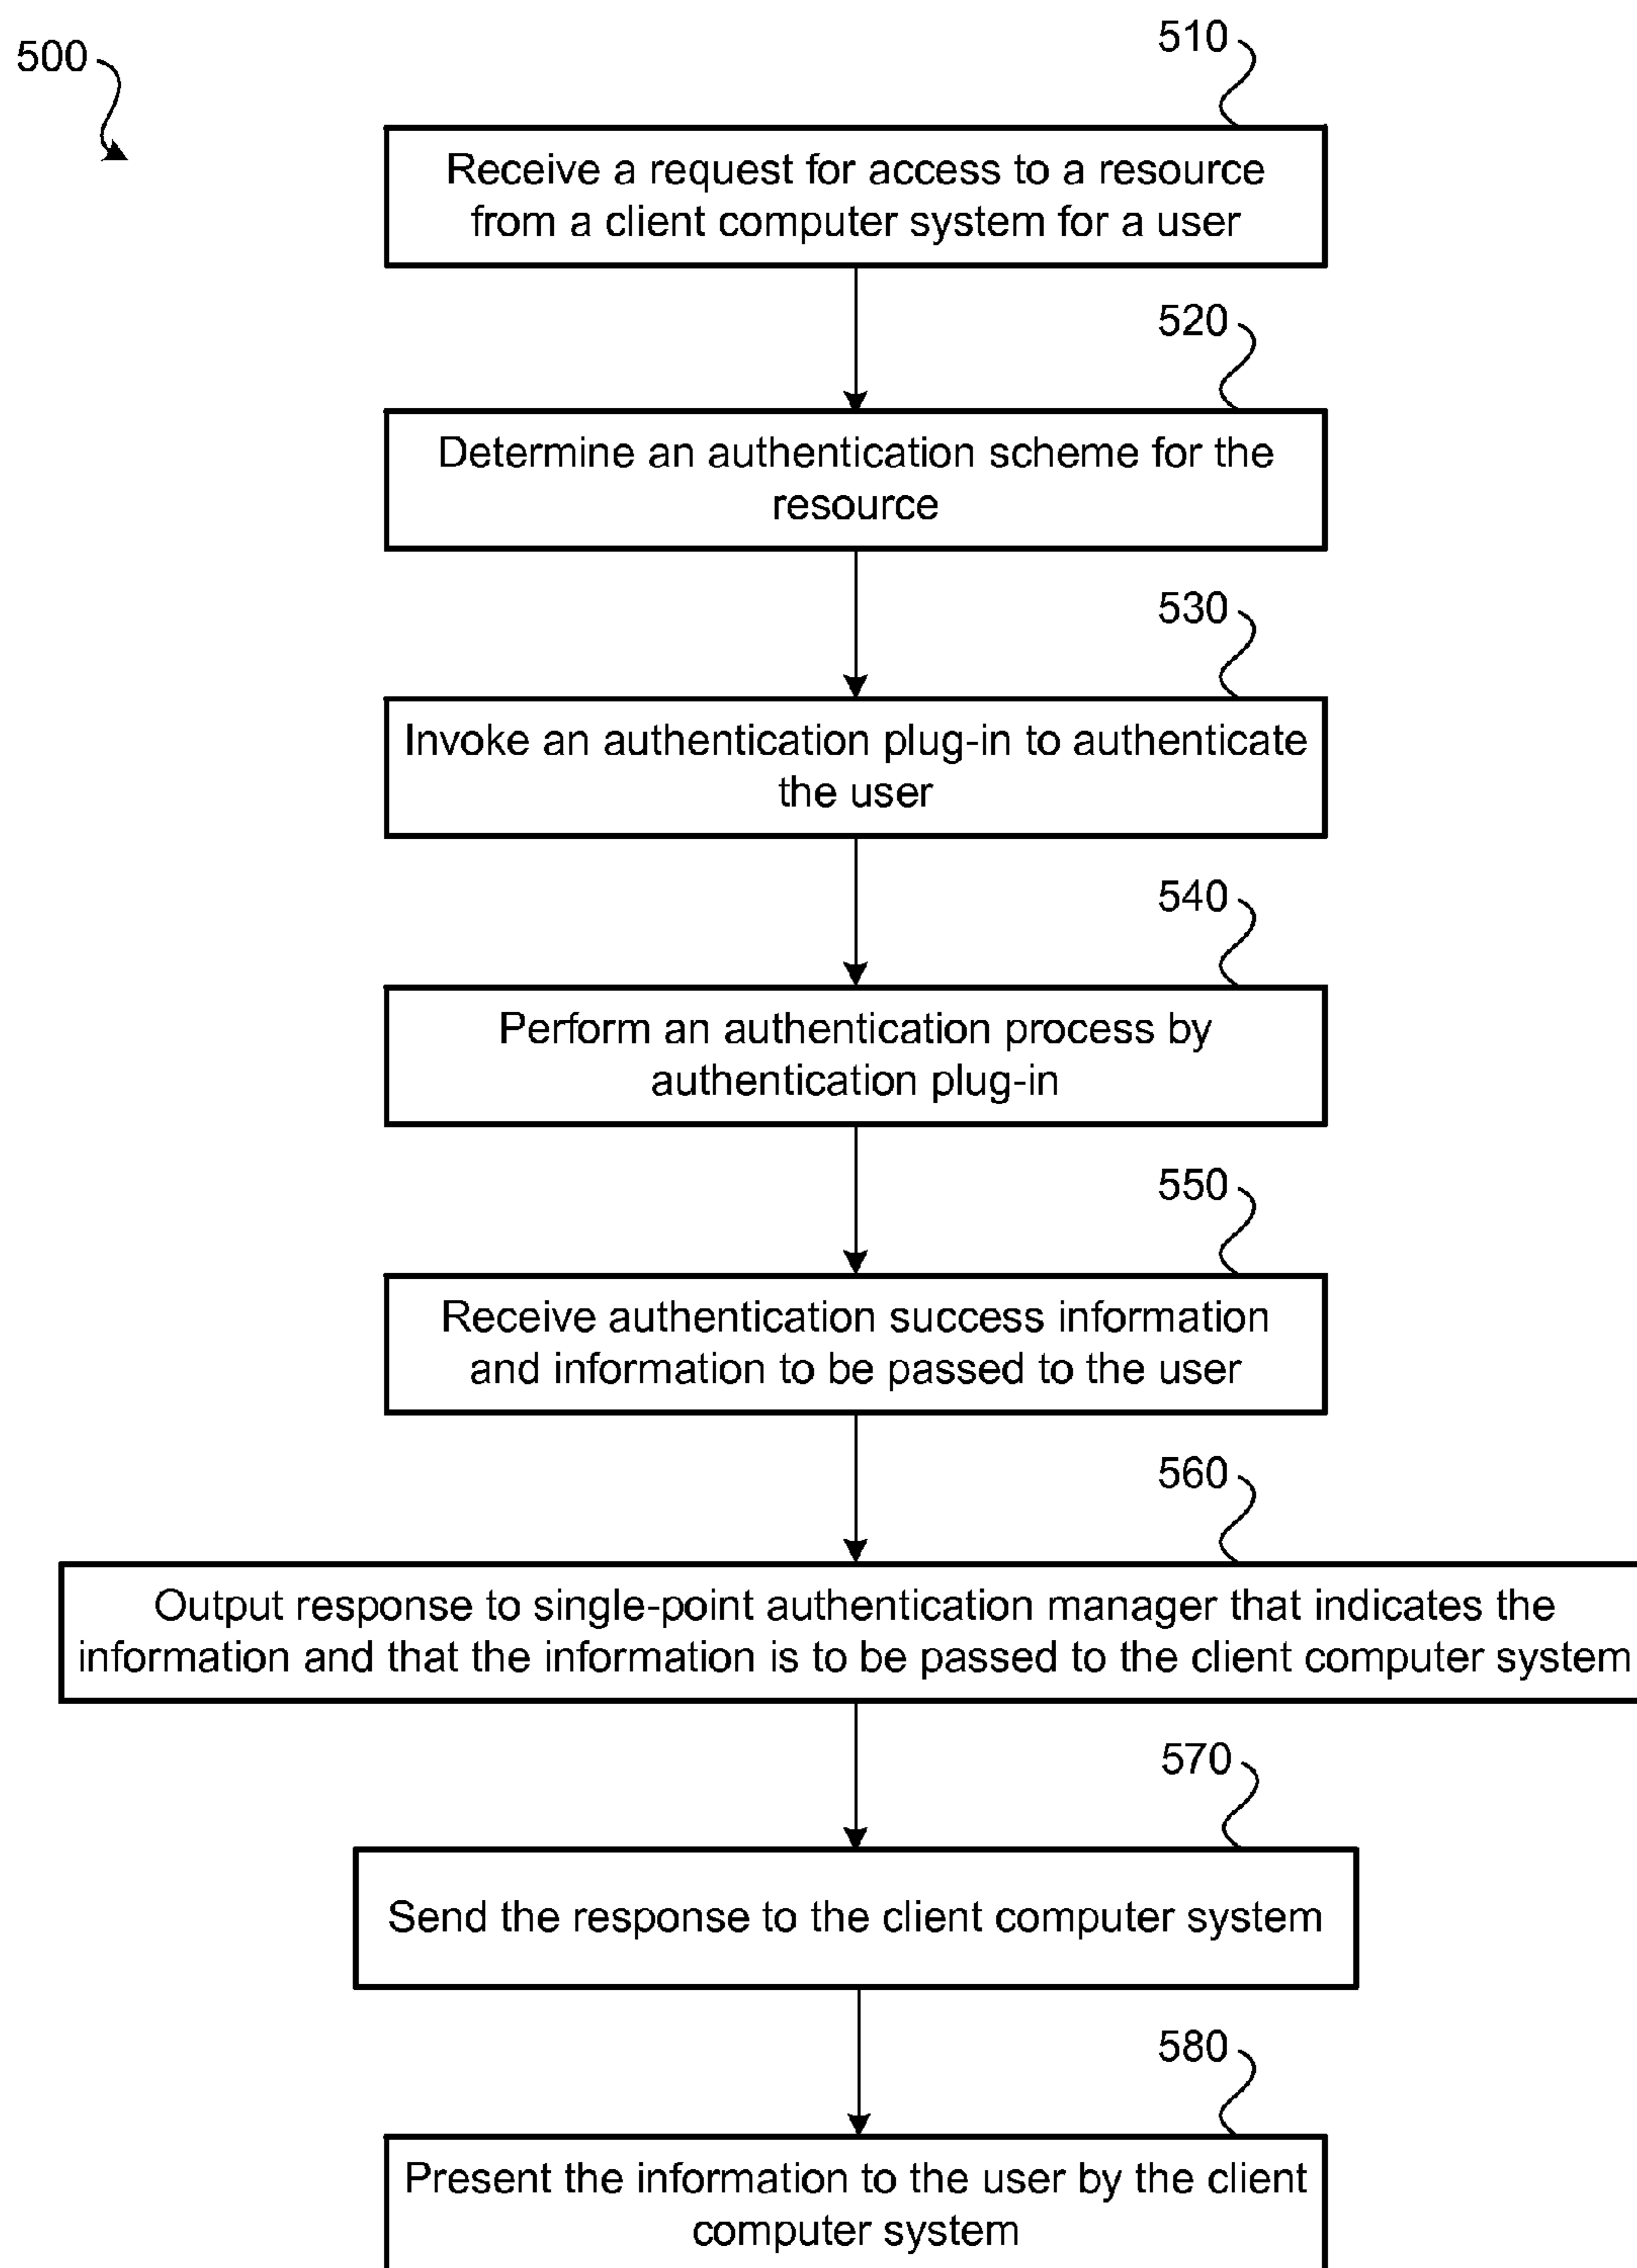 500
510
Receive a request for access to a resource
from a client computer system for a user
520
Determine an authentication scheme for the
resource
530
Invoke an authentication plug-in to authenticate
the user
540
Perform an authentication process by
authentication plug-in
550
Receive authentication success information
and information to be passed to the user
560
Output response to single-point authentication manager that indicates the
information and that the information is to be passed to the client computer system
570
Send the response to the client computer system
580
Present the information to the user by the client
computer system